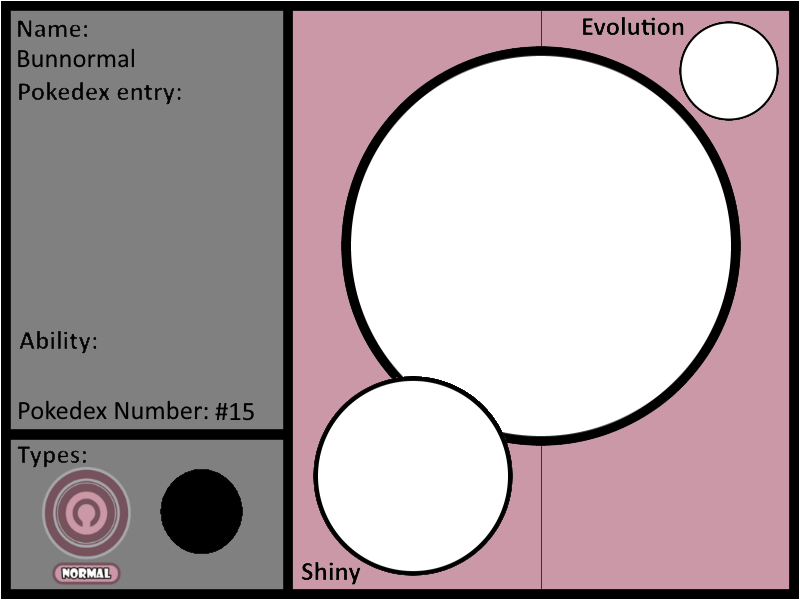 Name:
Bunnormal
Pokedex entry:
Ability:
Pokedex Number: #15
Types:
NORMAL
Evolution
Shiny